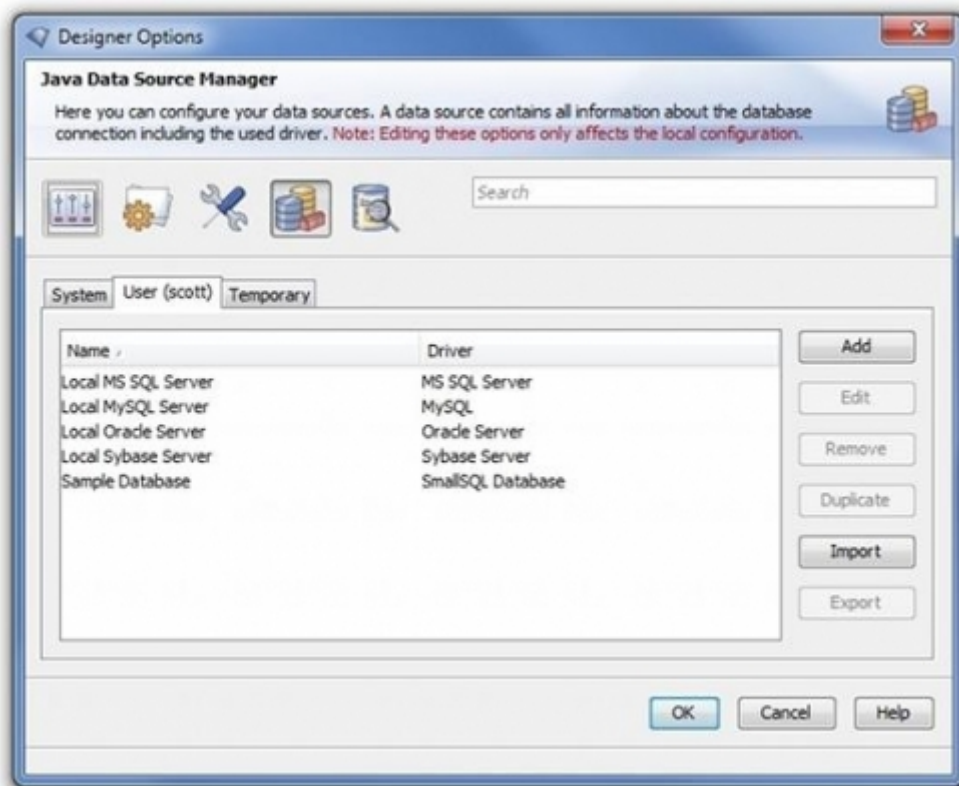 Designer Options
Java Data Source Manager
Here you can configure your data sources. A data source contains all information about the database
connection including the used driver. Note: Editing these options only affects the local configuration.
Search
System
User (scott)
Temporary
Name
Driver
Add
Local MS SQL Server
MS SQL Server
Local MySQL Server
MySQL
Edit
Local Oracle Server
Oracle Server
Local Sybase Server
Sybase Server
Remove
Sample Database
SmallSQL Database
Duplicate
Import
Export
OK
Cancel
Help